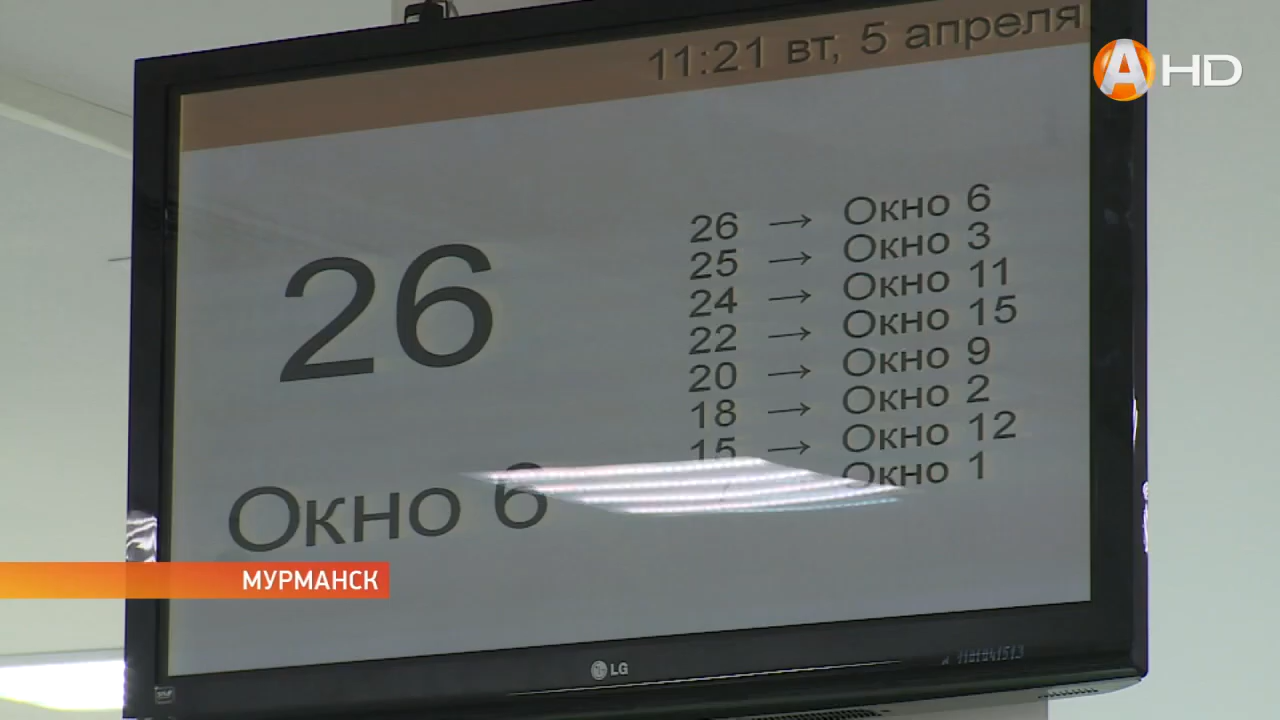 11:21 вт, 5 апреля
А HD
26
Окно 6
26 → Окно 6
25 → Окно 3
24 → Окно 11
22 → Окно 15
20 → Окно 9
18 → Окно 2
15 → Окно 12
Окно 1
МУРМАНСК
LG